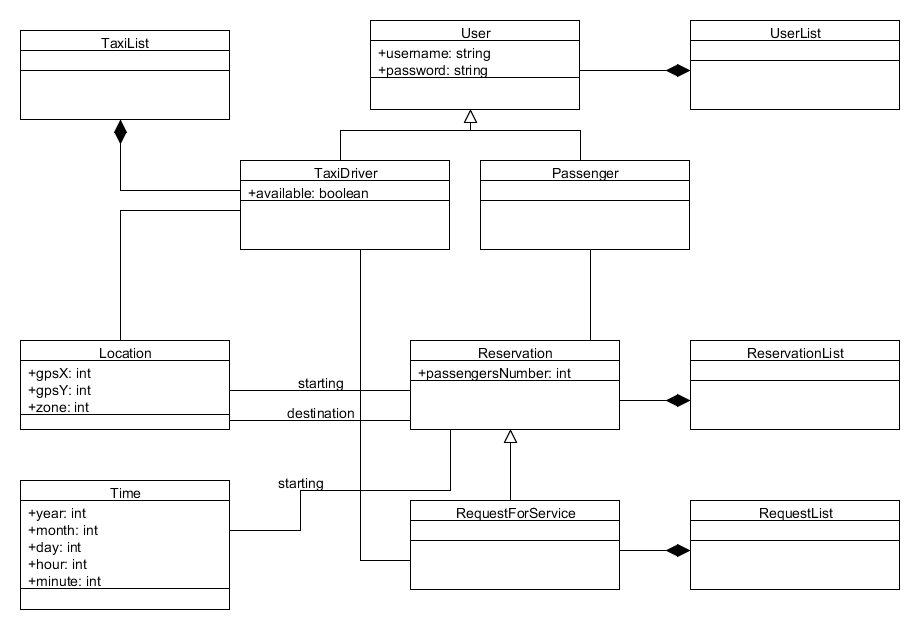 TaxiList
User
+username: string
+password: string
UserList
TaxiDriver
+available: boolean
Passenger
Location
+gpsX: int
+gpsY: int
+zone: int
starting
destination
Reservation
+passengersNumber: int
ReservationList
Time
+year: int
+month: int
+day: int
+hour: int
+minute: int
starting
RequestForService
RequestList